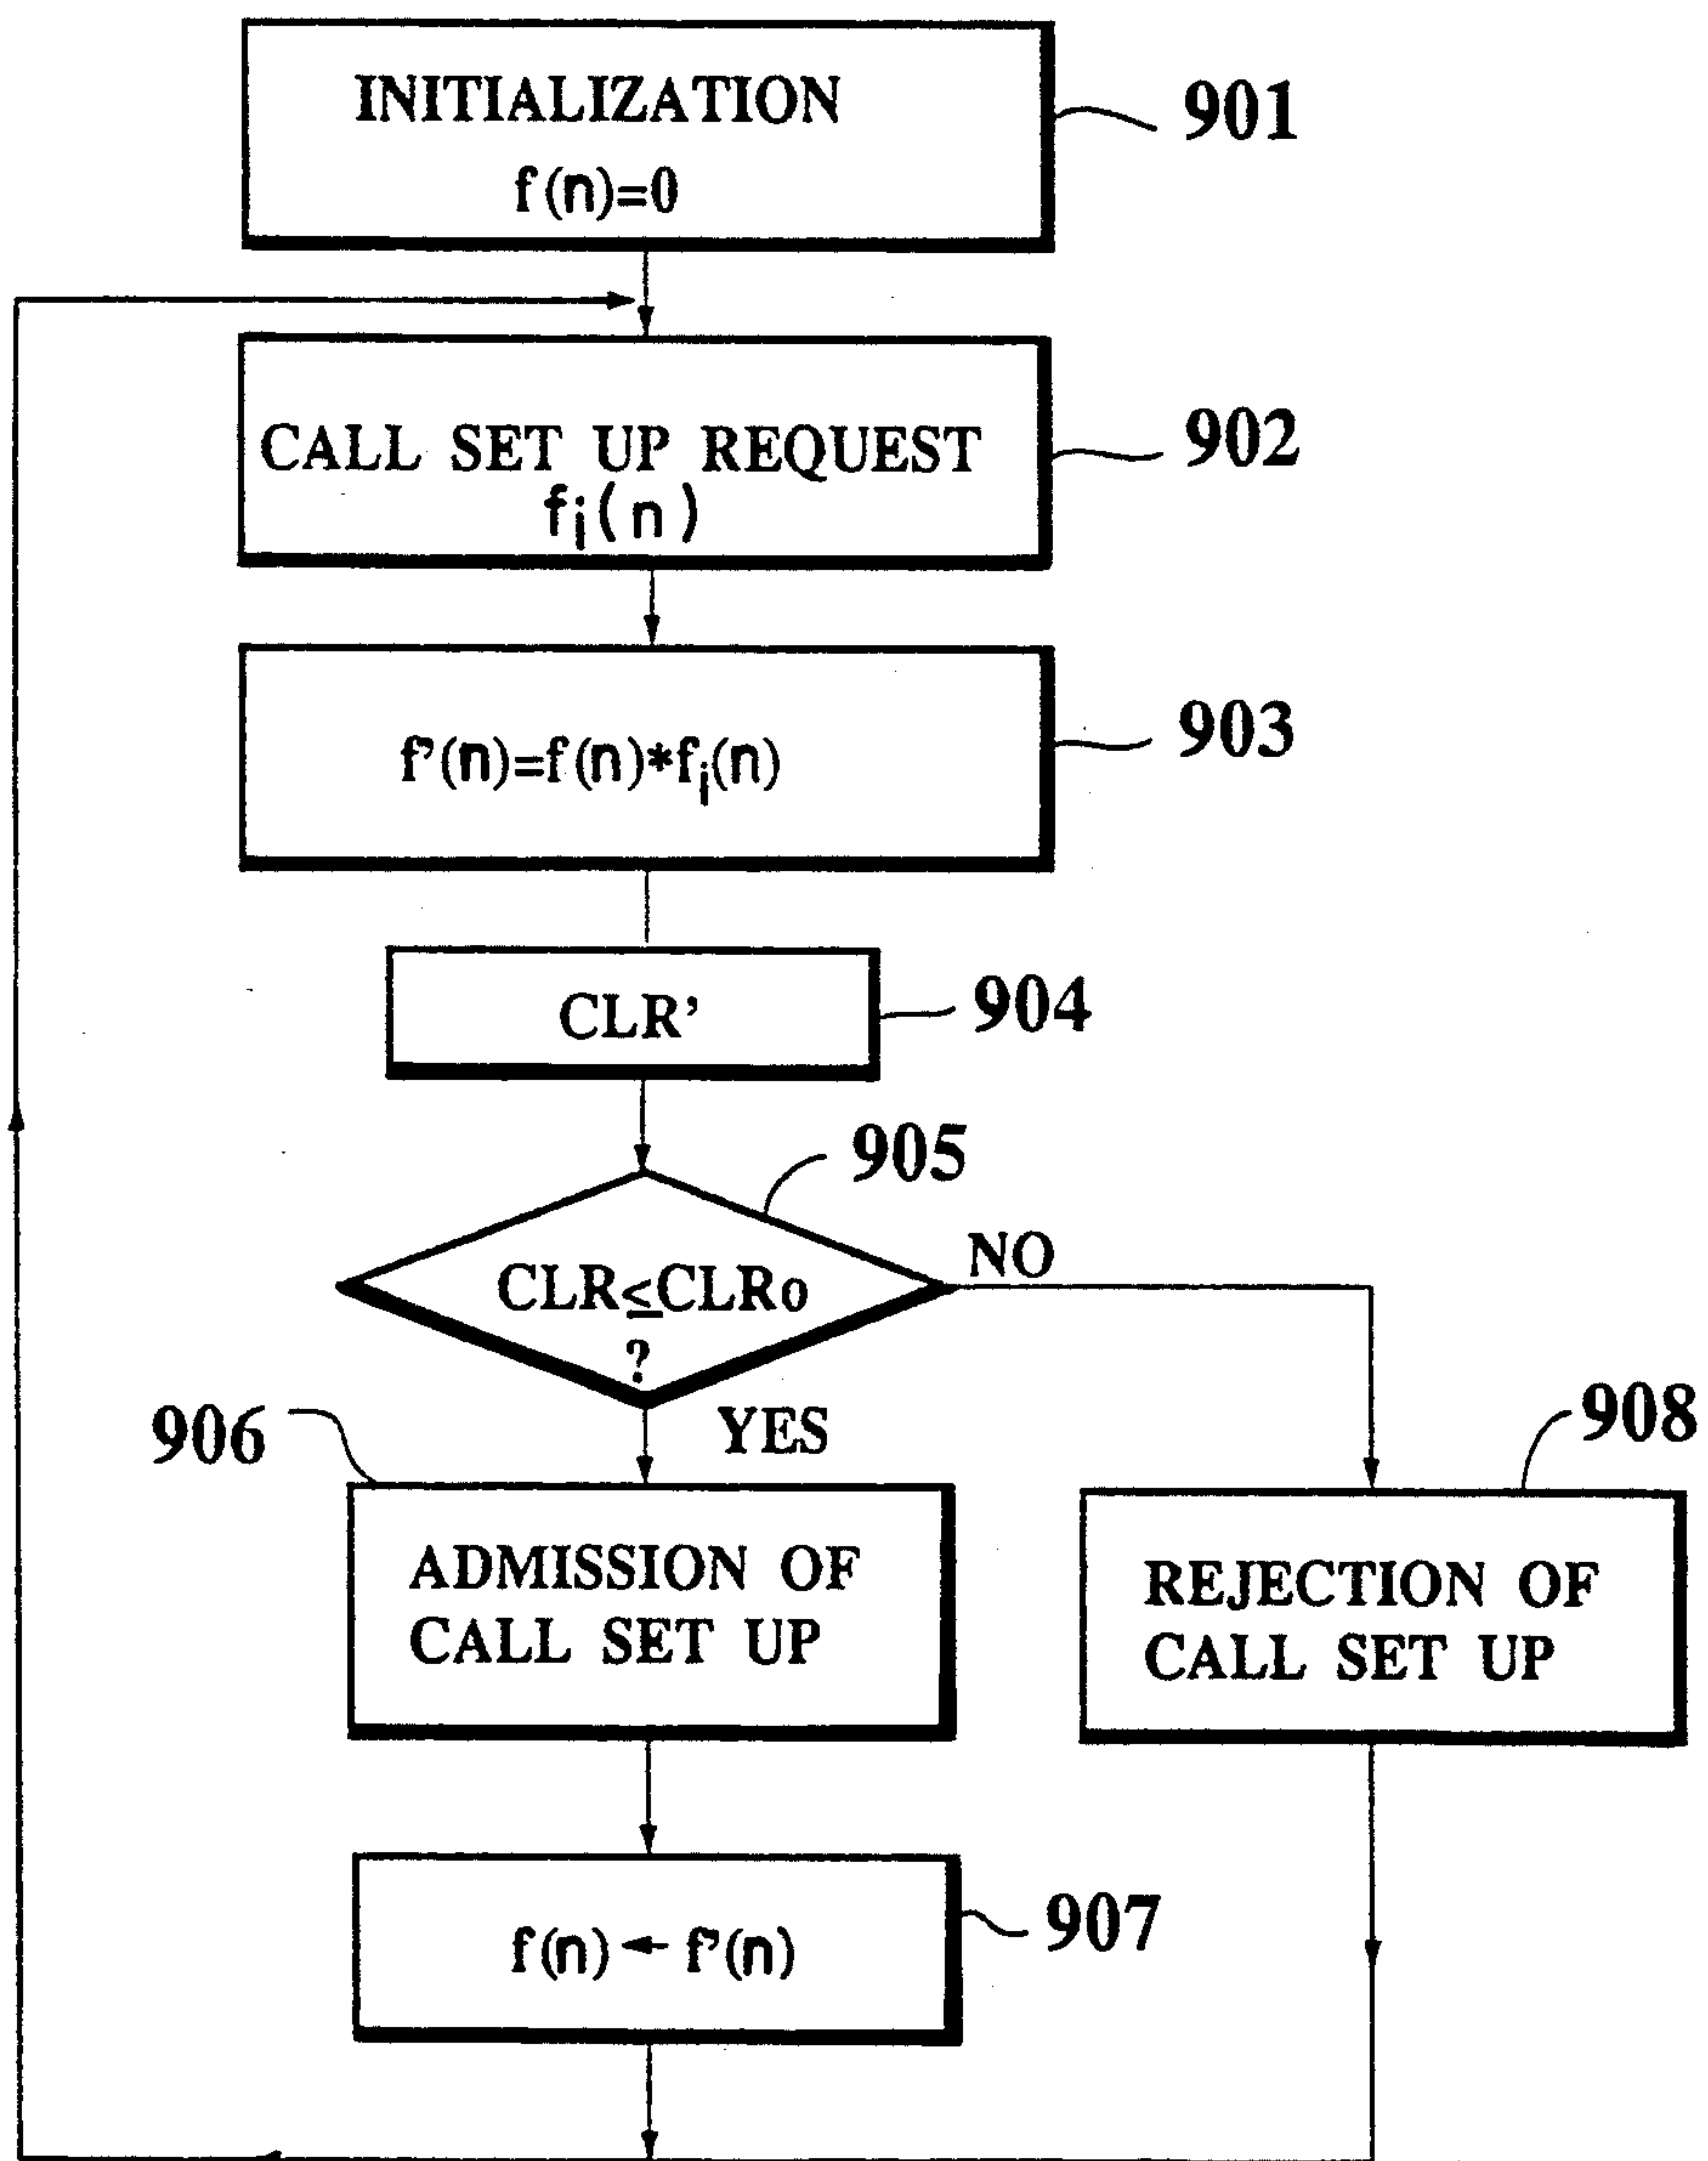 INITIALIZATION
f(n)=0
901
CALL SET UP REQUEST
fi(n)
902
f'(n)=f(n)*fi(n)
903
CLR'
904
905
CLR≤CLRo
?
NO
YES
906
ADMISSION OF
CALL SET UP
908
REJECTION OF
CALL SET UP
f(n) ← f'(n)
907